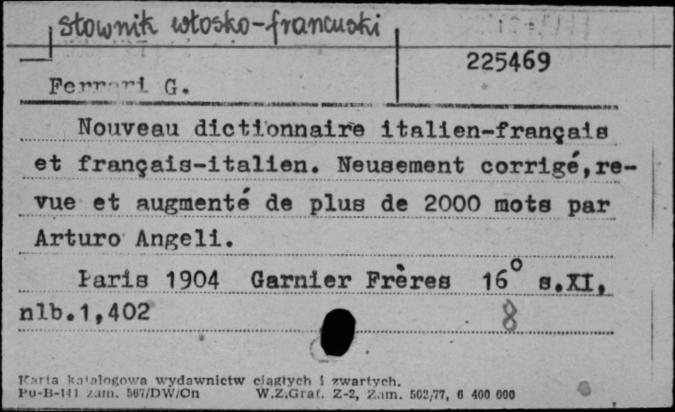 słownik włosko-francuski
225469
Ferrari G.
Nouveau dictionnaire italien-français
et français-italien. Neusement corrigé,re-
vue et augmenté de plus de 2000 mots par
Arturo Angeli.
Paris 1904 Garnier Frères 16° s.XI,
nlb.1,402
8
Karta katalogowa wydawnictw ciągłych i zwartych.
Pu-B-141 zam. 567/DW/On W.Z.Graf. Z-2, Zam. 502/77, 6 400 000